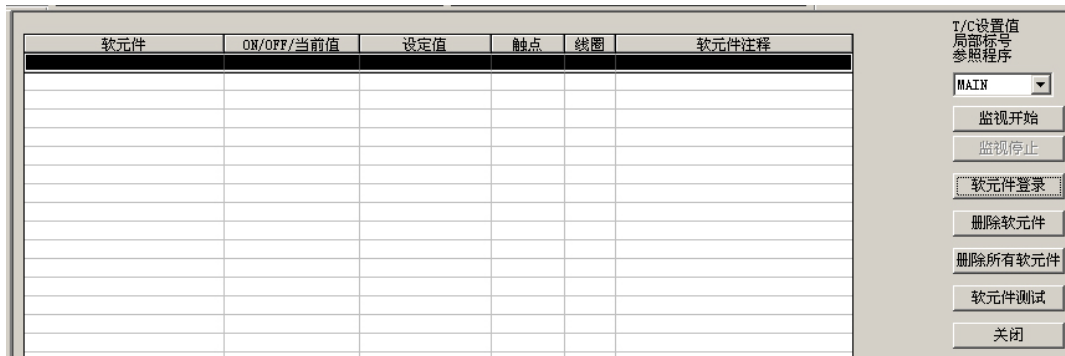 软元件 ON/OFF/当前值 设定值 触点 线圈 软元件注释
T/C设置值
局部标号
参照程序
MAIN
监视开始
监视停止
软元件登录
删除软元件
删除所有软元件
软元件测试
关闭